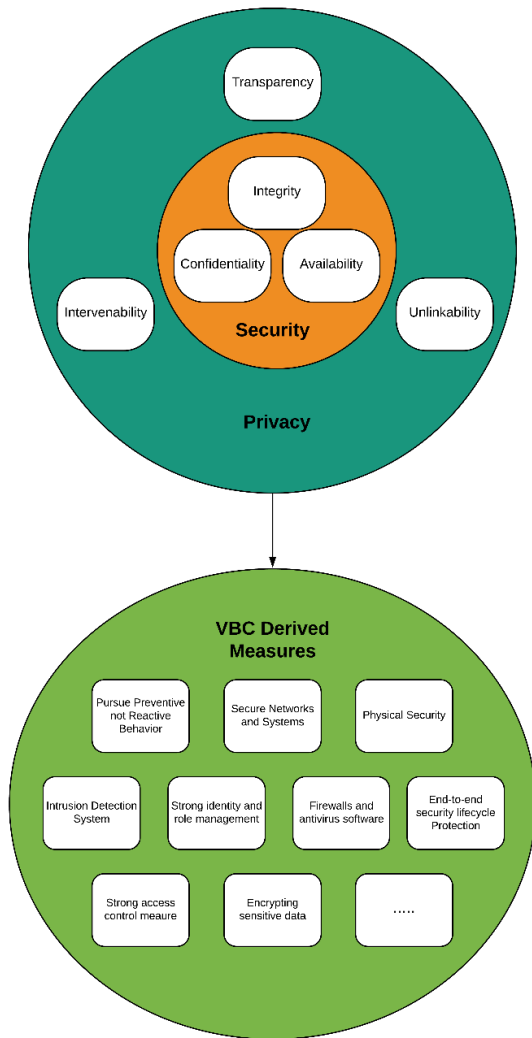 Transparency
Integrity
Confidentiality
Availability
Intervenability
Unlinkability
Security
Privacy
VBC Derived
Measures
Pursue Preventive
not Reactive
Behavior
Secure Networks
and Systems
Physical Security
Intrusion Detection
System
Strong identity and
role management
Firewalls and
antivirus software
End-to-end
security lifecycle
Protection
Strong access
control meaure
Encrypting
sensitive data
.....